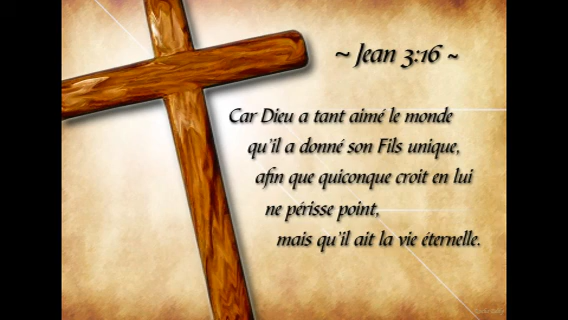 ~ Jean 3:16 ~
Car Dieu a tant aimé le monde
qu'il a donné son Fils unique,
afin que quiconque croit en lui
ne périsse point,
mais qu'il ait la vie éternelle.